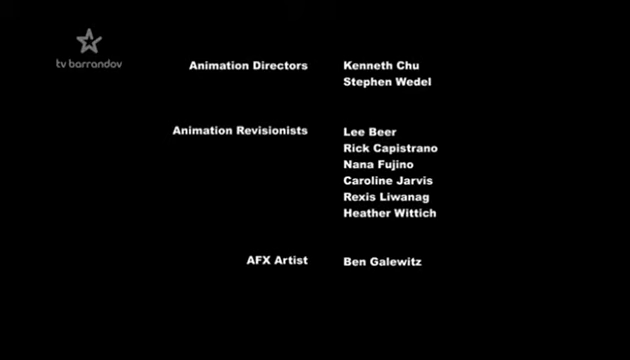 tv barrandov
Animation Directors Kenneth Chu
Stephen Wedel
Animation Revisionists Lee Beer
Rick Capistrano
Nana Fujino
Caroline Jarvis
Rexis Liwanag
Heather Wittich
AFX Artist Ben Galewitz